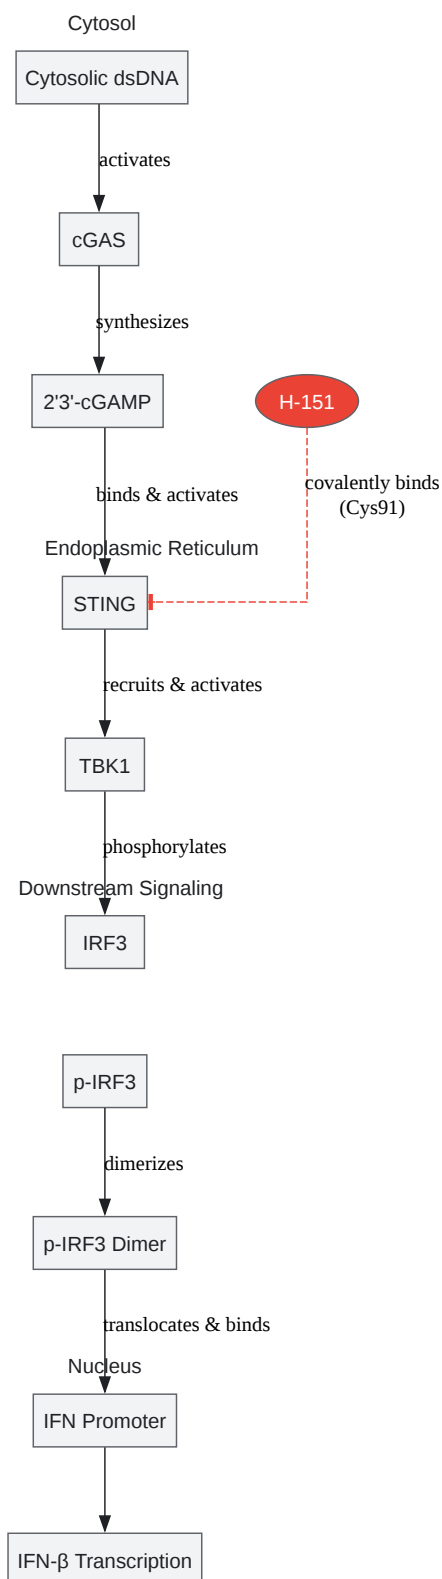 Cytosol
Cytosolic dsDNA
activates
cGAS
synthesizes
2'3'-cGAMP
H-151
covalently binds
(Cys91)
binds & activates
Endoplasmic Reticulum
STING
recruits & activates
TBK1
phosphorylates
Downstream Signaling
IRF3
p-IRF3
dimerizes
p-IRF3 Dimer
translocates & binds
Nucleus
IFN Promoter
IFN-β Transcription